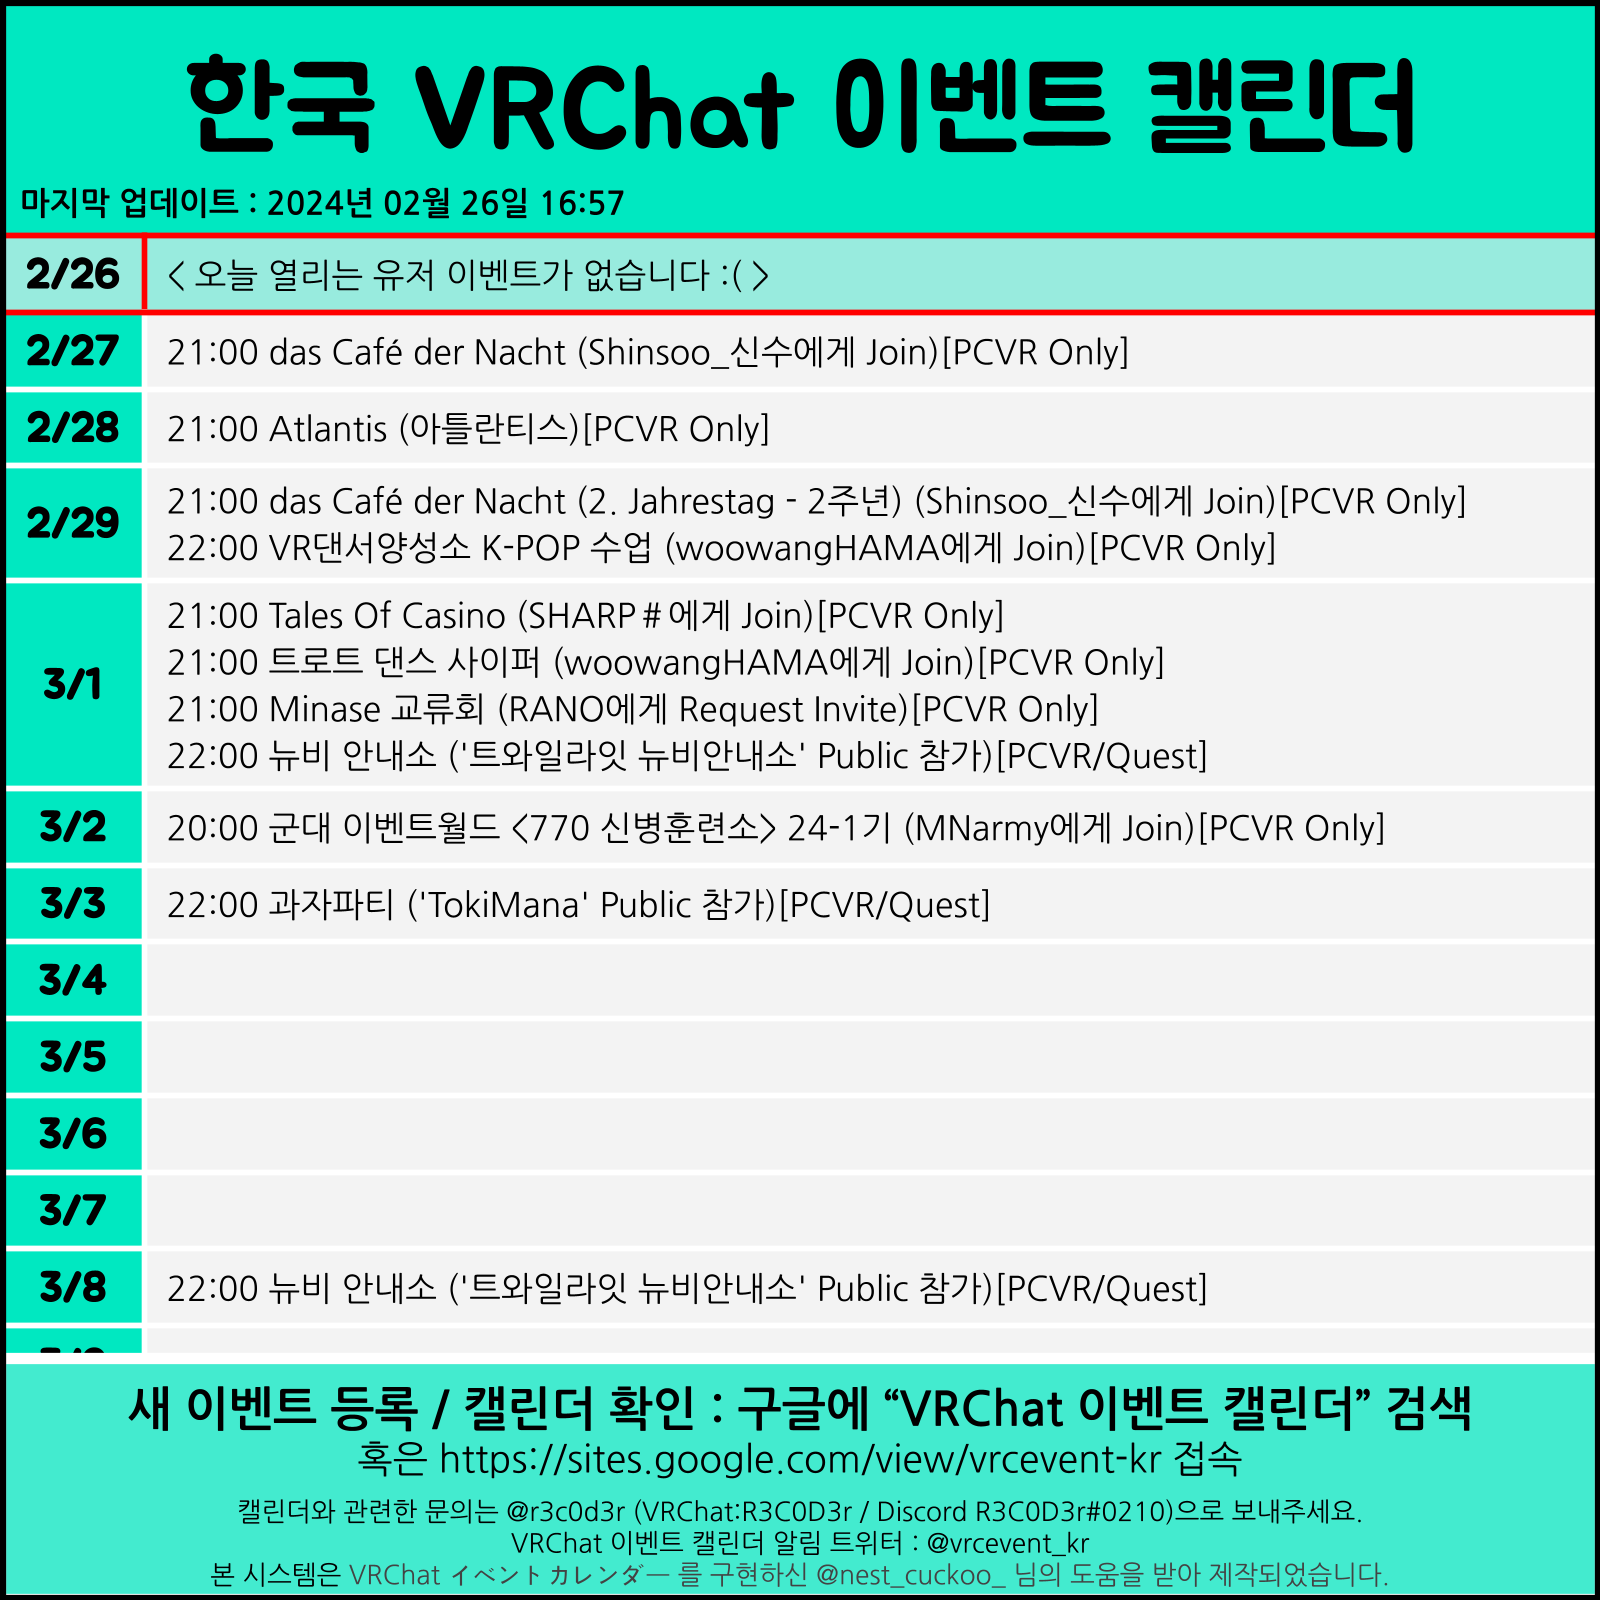 한국 VRChat 이벤트 캘린더
마지막 업데이트 : 2024년 02월 26일 16:57
2/26 < 오늘 열리는 유저 이벤트가 없습니다 :( >
2/27 21:00 das Café der Nacht (Shinsoo_신수에게 Join)[PCVR Only]
2/28 21:00 Atlantis (아틀란티스)[PCVR Only]
2/29 21:00 das Café der Nacht (2. Jahrestag - 2주년) (Shinsoo_신수에게 Join)[PCVR Only]
22:00 VR댄서양성소 K-POP 수업 (woowangHAMA에게 Join)[PCVR Only]
3/1 21:00 Tales Of Casino (SHARP#에게 Join)[PCVR Only]
21:00 트로트 댄스 사이퍼 (woowangHAMA에게 Join)[PCVR Only]
21:00 Minase 교류회 (RANO에게 Request Invite)[PCVR Only]
22:00 뉴비 안내소 ('트와일라잇 뉴비안내소' Public 참가)[PCVR/Quest]
3/2 20:00 군대 이벤트월드 <770 신병훈련소> 24-1기 (MNarmy에게 Join)[PCVR Only]
3/3 22:00 과자파티 ('TokiMana' Public 참가)[PCVR/Quest]
3/4
3/5
3/6
3/7
3/8 22:00 뉴비 안내소 ('트와일라잇 뉴비안내소' Public 참가)[PCVR/Quest]
새 이벤트 등록 / 캘린더 확인 : 구글에 “VRChat 이벤트 캘린더” 검색
혹은 https://sites.google.com/view/vrcevent-kr 접속
캘린더와 관련한 문의는 @r3c0d3r (VRChat:R3C0D3r / Discord R3C0D3r#0210)으로 보내주세요.
VRChat 이벤트 캘린더 알림 트위터 : @vrcevent_kr
본 시스템은 VRChat イベントカレンダー 를 구현하신 @nest_cuckoo_ 님의 도움을 받아 제작되었습니다.